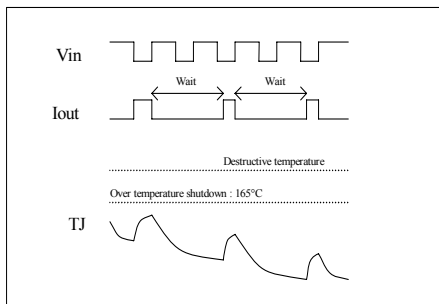 Vin
Wait Wait
Iout
Destructive temperature
Over temperature shutdown : 165°C
TJ